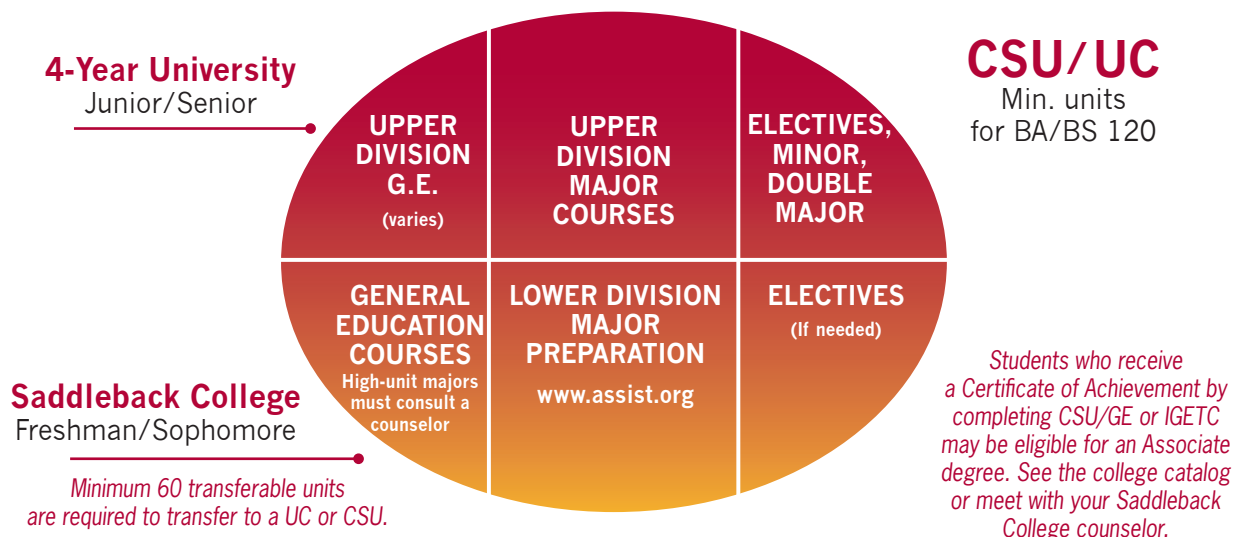 4-Year University
Junior/Senior
CSU/UC
Min. units
for BA/BS 120
UPPER
DIVISION
G.E.
(varies)
UPPER
DIVISION
MAJOR
COURSES
ELECTIVES,
MINOR,
DOUBLE
MAJOR
GENERAL
EDUCATION
COURSES
High-unit majors
must consult a
counselor
LOWER DIVISION
MAJOR
PREPARATION
www.assist.org
ELECTIVES
(If needed)
Saddleback College
Freshman/Sophomore
Minimum 60 transferable units
are required to transfer to a UC or CSU.
Students who receive
a Certificate of Achievement by
completing CSU/GE or IGETC
may be eligible for an Associate
degree. See the college catalog
or meet with your Saddleback
College counselor.